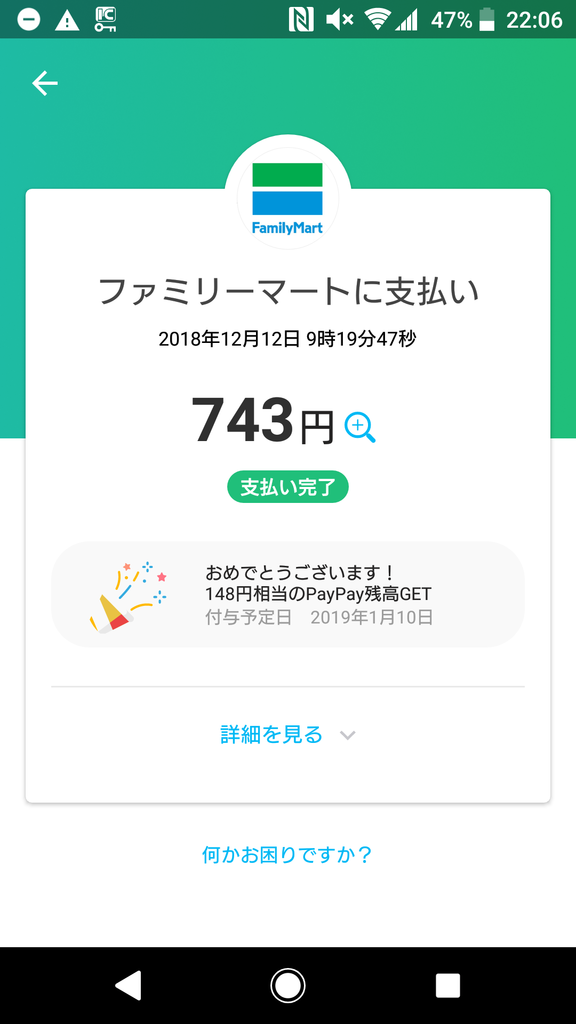 47% 22:06
FamilyMart
ファミリーマートに支払い
2018年12月12日 9時19分47秒
743円
支払い完了
おめでとうございます！
148円相当のPayPay残高GET
付与予定日 2019年1月10日
詳細を見る
何かお困りですか？